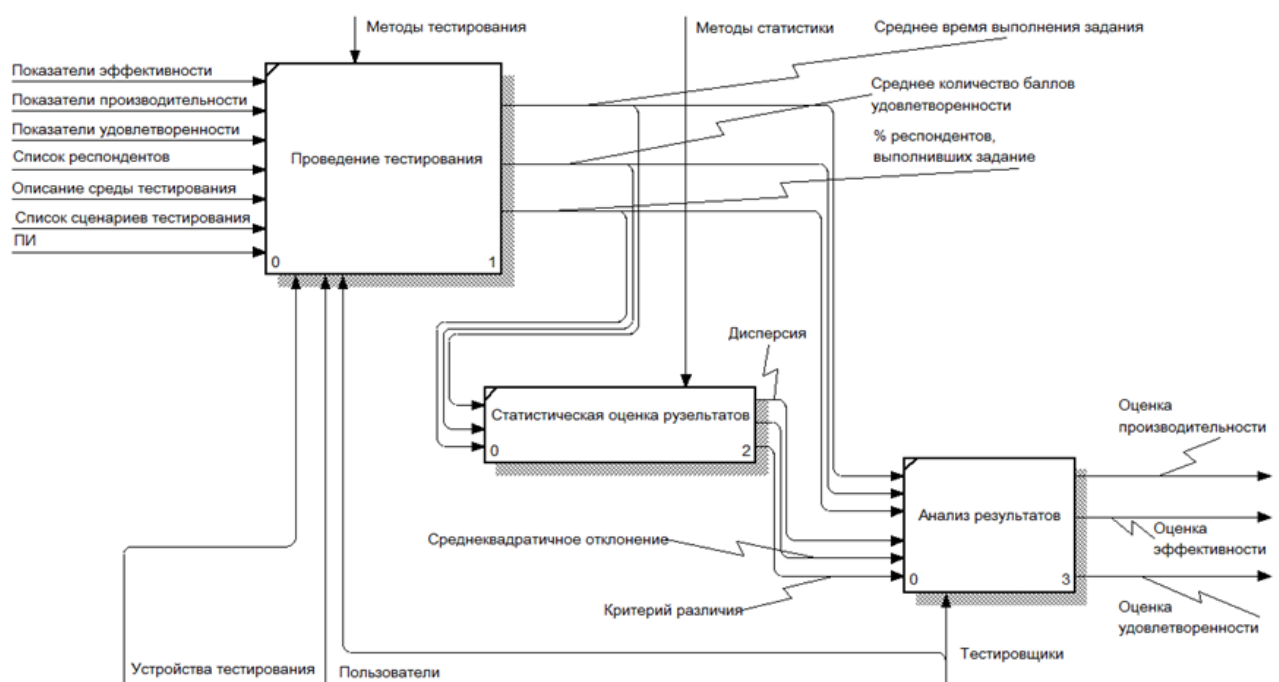 Методы тестирования
Методы статистики
Среднее время выполнения задания
Показатели эффективности
Показатели производительности
Показатели удовлетворенности
Список респондентов
Описание среды тестирования
Список сценариев тестирования
ПИ
Проведение тестирования
0
1
Среднее количество баллов
удовлетворенности
% респондентов,
выполнивших задание
Дисперсия
Статистическая оценка рузельтатов
0
2
Среднеквадратичное отклонение
Критерий различия
Анализ результатов
0
3
Оценка
производительности
Оценка
эффективности
Оценка
удовлетворенности
Устройства тестирования
Пользователи
Тестировщики